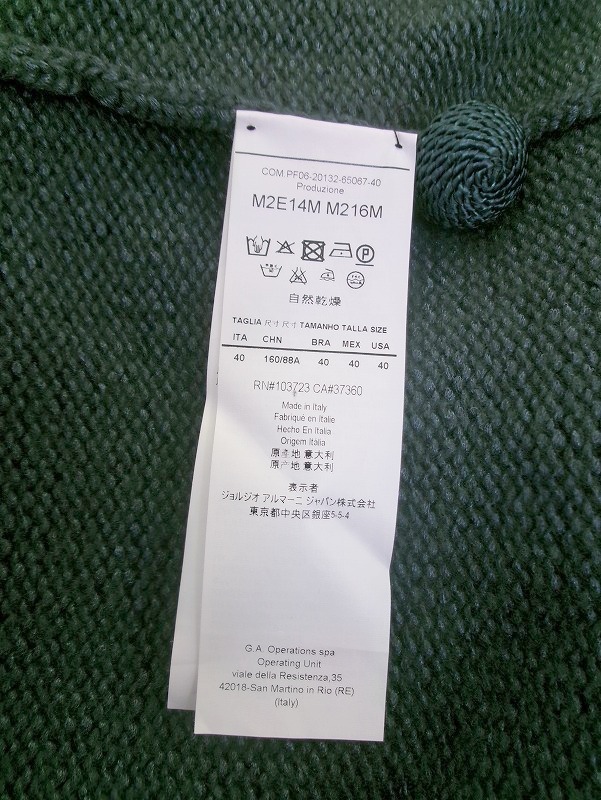 COM.PF06-20132-65067-40
Produzione
M2E14M M216M
P
自然乾燥
TAGLIA 尺寸 尺寸 TAMANHO TALLA SIZE
ITA CHN BRA MEX USA
40 160/88A 40 40 40
RN#103723 CA#37360
Made in Italy
Fabriqué en Italie
Hecho En Italia
Origem Italia
原產地 意大利
原产地 意大利
表示者
ジョルジオ アルマーニ ジャパン株式会社
東京都中央区銀座5-5-4
G.A. Operations spa
Operating Unit
viale della Resistenza,35
42018-San Martino in Rio (RE)
(Italy)